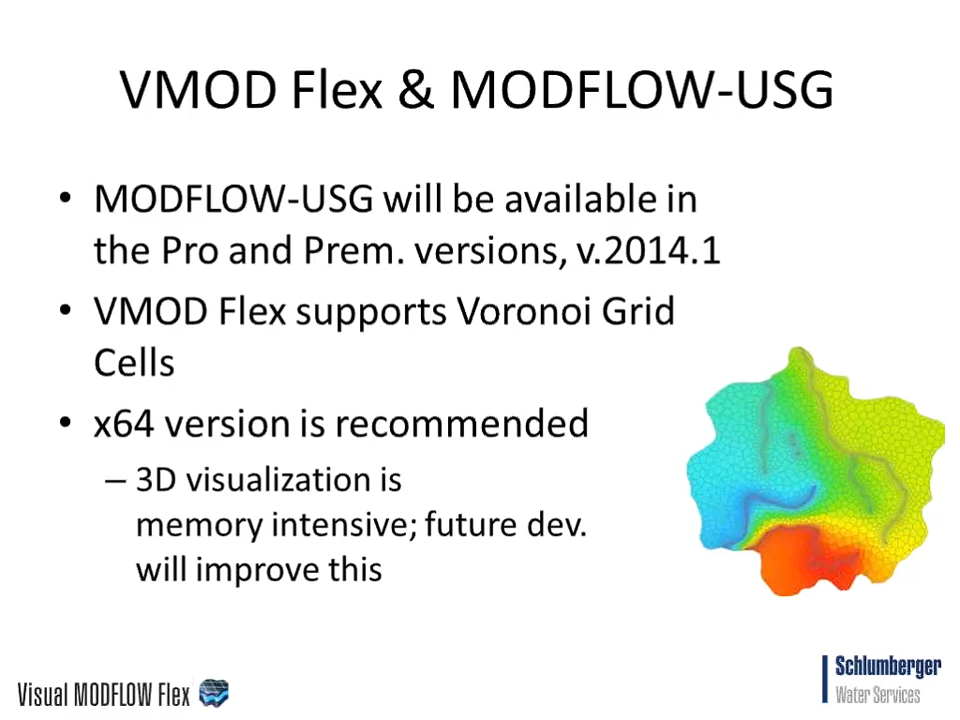 VMOD Flex & MODFLOW-USG
• MODFLOW-USG will be available in
the Pro and Prem. versions, v.2014.1
• VMOD Flex supports Voronoi Grid
Cells
• x64 version is recommended
– 3D visualization is
memory intensive; future dev.
will improve this
Visual MODFLOW Flex
Schlumberger
Water Services